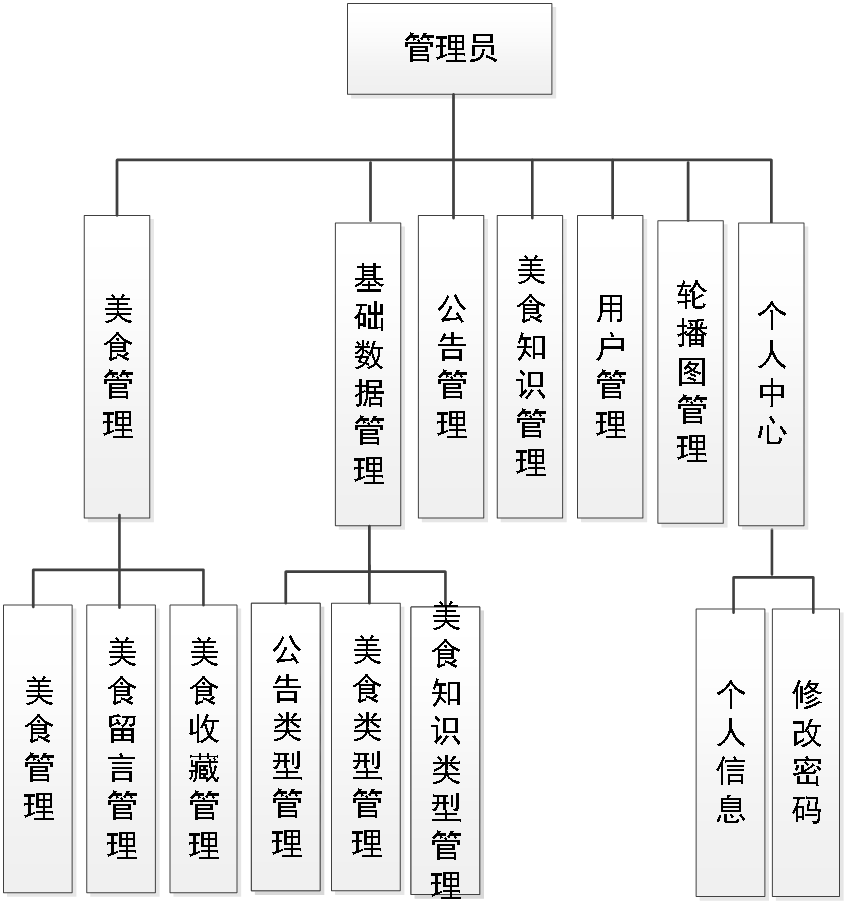 管理员
美食管理
基础数据管理
公告管理
美食知识管理
用户管理
轮播图管理
个人中心
美食管理
美食留言管理
美食收藏管理
公告类型管理
美食类型管理
美食知识类型管理
个人信息
修改密码